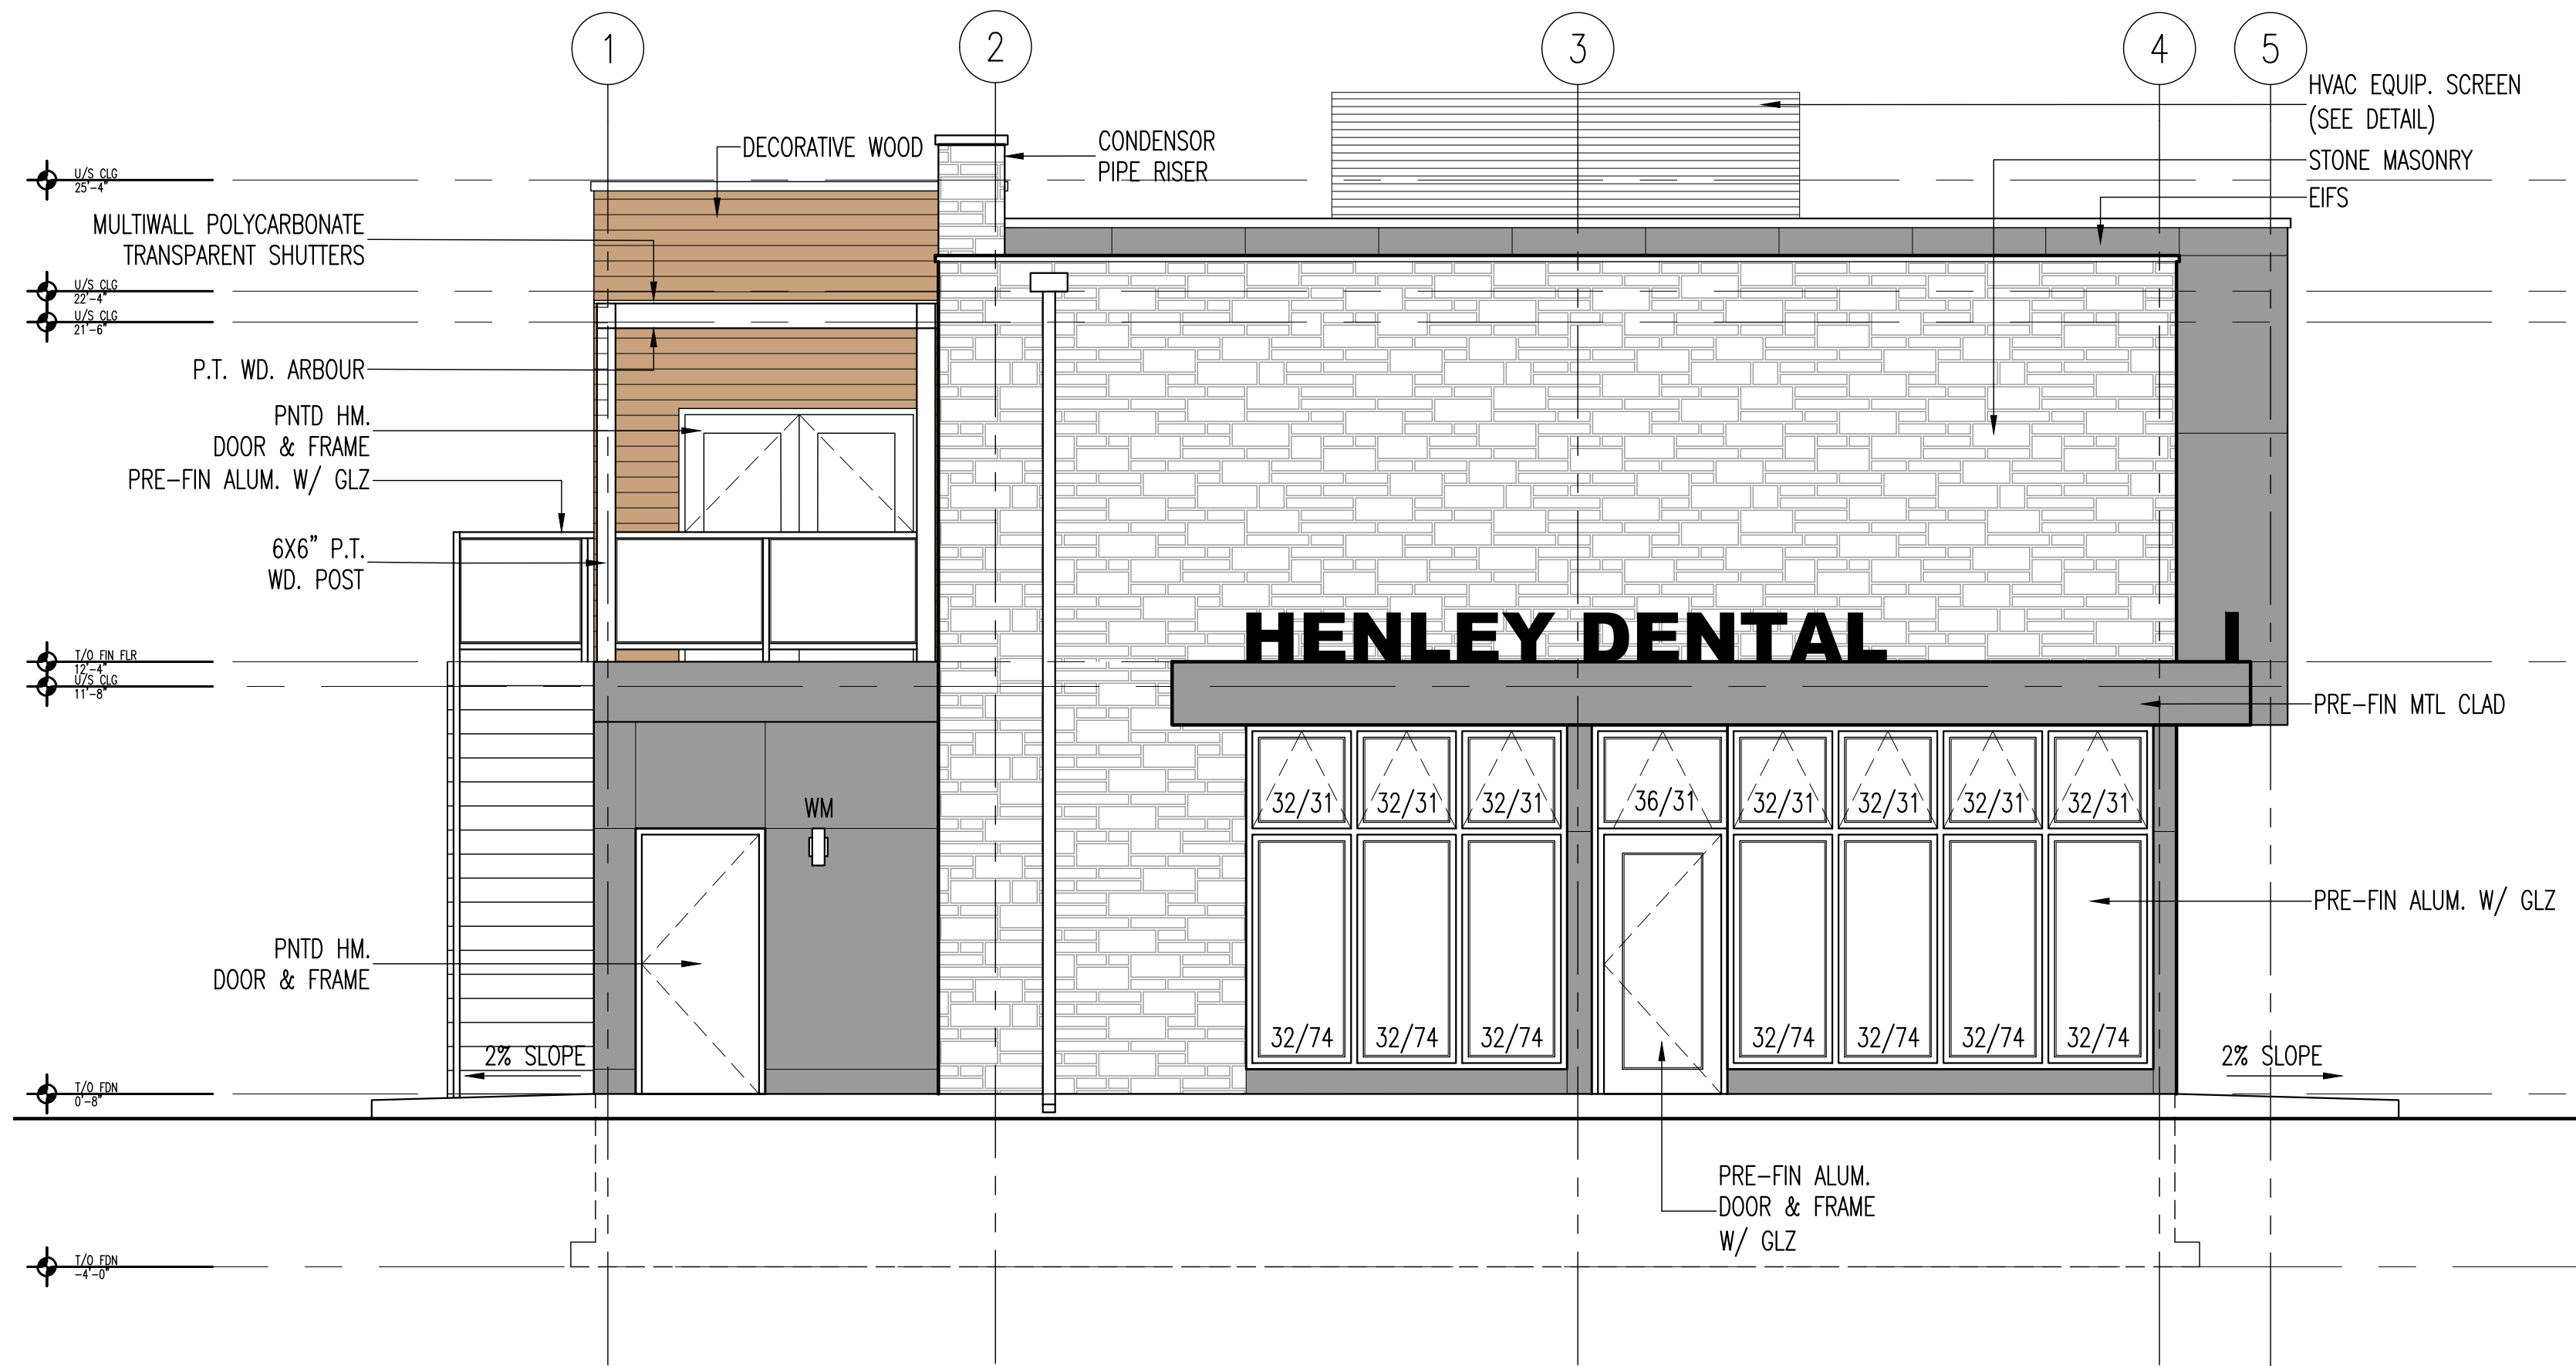 1
2
3
4
5
HVAC EQUIP. SCREEN
(SEE DETAIL)
DECORATIVE WOOD
CONDENSOR
PIPE RISER
STONE MASONRY
U/S CLG
25'-4"
EIFS
MULTIWALL POLYCARBONATE
TRANSPARENT SHUTTERS
U/S CLG
22'-4"
U/S CLG
21'-6"
P.T. WD. ARBOUR
PNTD HM.
DOOR & FRAME
PRE-FIN ALUM. W/ GLZ
6X6" P.T.
WD. POST
HENLEY DENTAL
T/O FIN FLR
12'-4"
U/S CLG
11'-8"
PRE-FIN MTL CLAD
WM
32/31
32/31
32/31
36/31
32/31
32/31
32/31
32/31
PRE-FIN ALUM. W/ GLZ
PNTD HM.
DOOR & FRAME
32/74
32/74
32/74
32/74
32/74
32/74
32/74
2% SLOPE
2% SLOPE
T/O FDN
0'-8"
PRE-FIN ALUM.
DOOR & FRAME
W/ GLZ
T/O FDN
-4'-0"